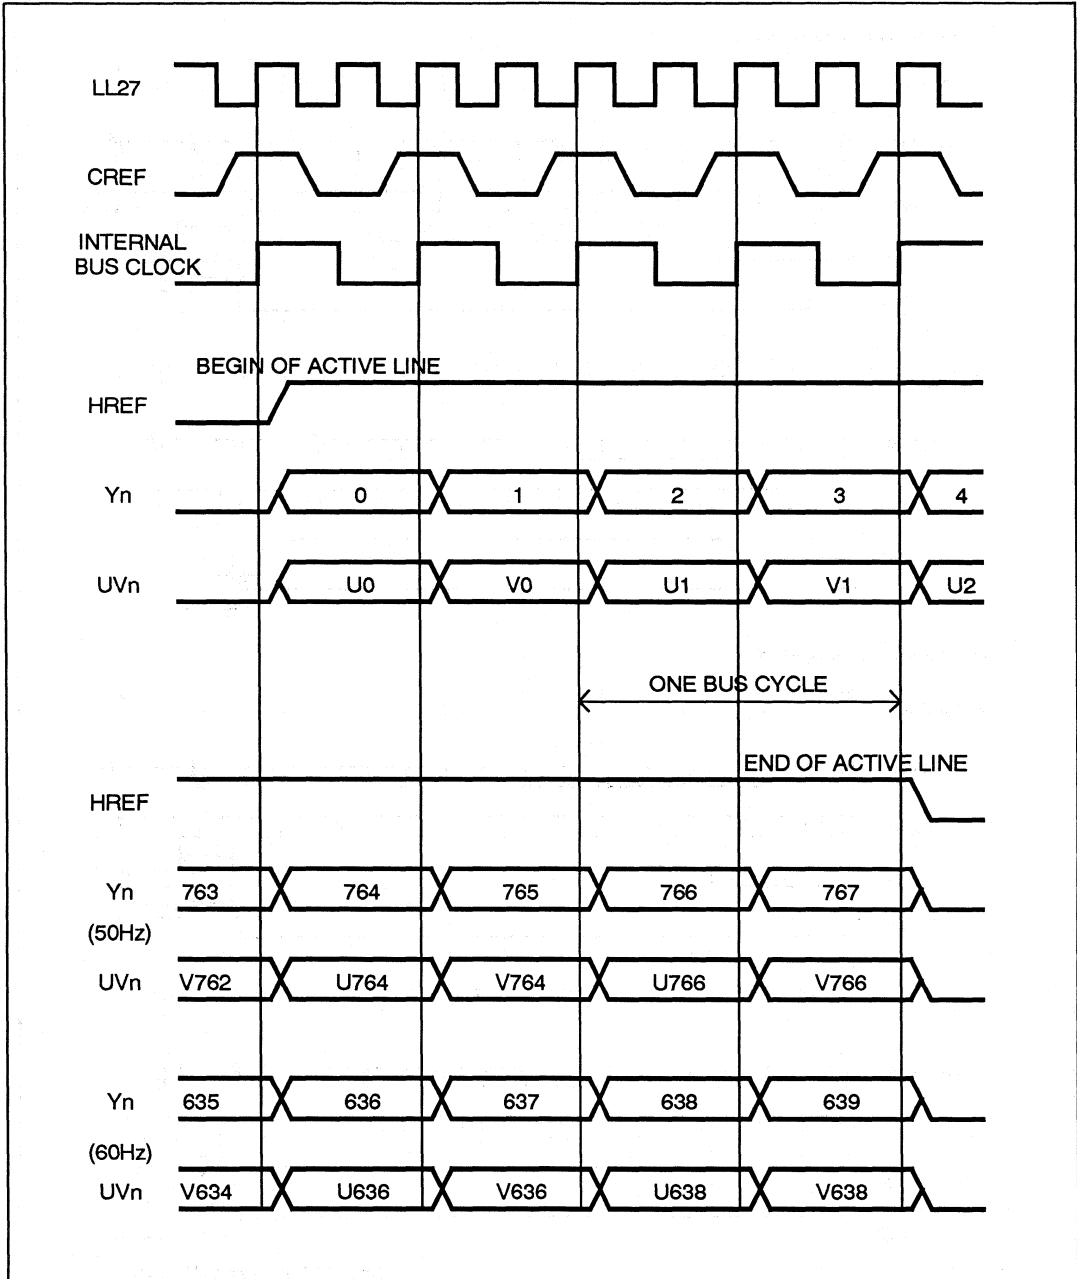 LL27
CREF
INTERNAL
BUS CLOCK
BEGIN OF ACTIVE LINE
HREF
Yn 0 1 2 3 4
UVn U0 V0 U1 V1 U2
ONE BUS CYCLE
END OF ACTIVE LINE
HREF
Yn 763 764 765 766 767
(50Hz)
UVn V762 U764 V764 U766 V766
Yn 635 636 637 638 639
(60Hz)
UVn V634 U636 V636 U638 V638